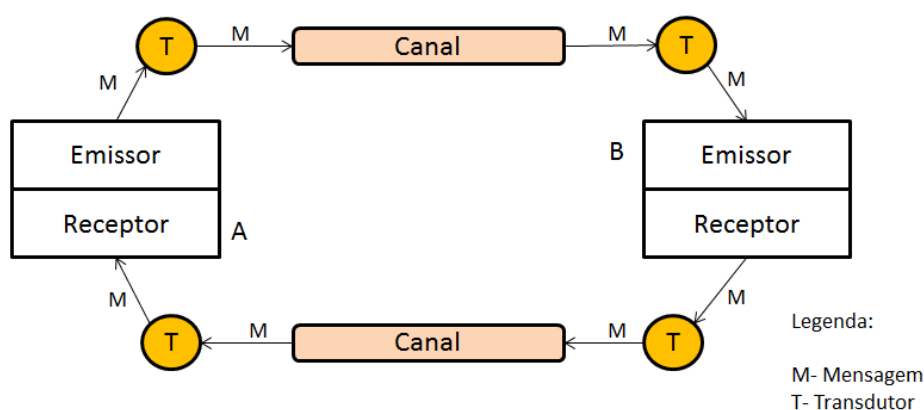 T M Canal M T
M M
Emissor B Emissor
Receptor A Receptor
M M
T M Canal M T
Legenda:
M- Mensagem
T- Transdutor